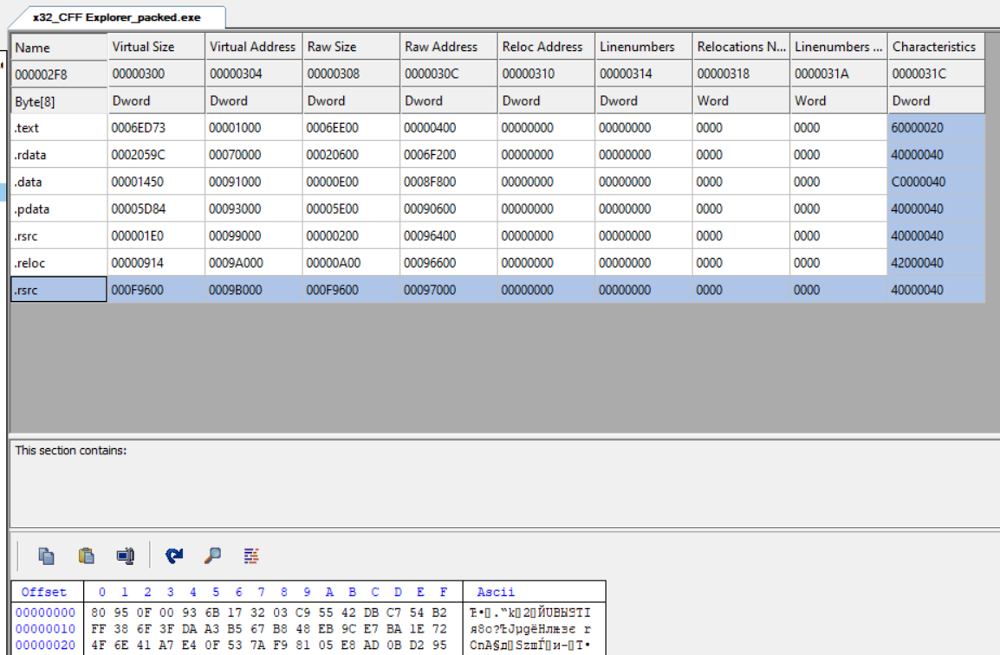 x32_CFF Explorer_packed.exe
Name Virtual Size Virtual Address Raw Size Raw Address Reloc Address Linenumbers Relocations N... Linenumbers ... Characteristics
000002F8 00000300 00000304 00000308 0000030C 00000310 00000314 00000318 0000031A 0000031C
Byte[8] Dword Dword Dword Dword Dword Dword Word Word Dword
.text 0006ED73 00001000 0006EE00 00000400 00000000 00000000 0000 0000 60000020
.rdata 0002059C 00070000 00020600 0006F200 00000000 00000000 0000 0000 40000040
.data 00001450 00091000 00000E00 0008F800 00000000 00000000 0000 0000 C0000040
.pdata 00005D84 00093000 00005E00 00090600 00000000 00000000 0000 0000 40000040
.rsrc 000001E0 00099000 00000200 00096400 00000000 00000000 0000 0000 40000040
.reloc 00000914 0009A000 00000A00 00096600 00000000 00000000 0000 0000 42000040
.rsrc 000F9600 0009B000 000F9600 00097000 00000000 00000000 0000 0000 40000040
This section contains:
Offset 0 1 2 3 4 5 6 7 8 9 A B C D E F Ascii
00000000 80 95 0F 00 93 6B 17 32 03 C9 55 42 DB C7 54 B2
00000010 FF 38 6F 3F DA A3 B5 67 B8 48 EB 9C E7 BA 1E 72
00000020 4F 6E 41 A7 E4 0F 53 7A F9 81 05 E8 AD 0B D2 95